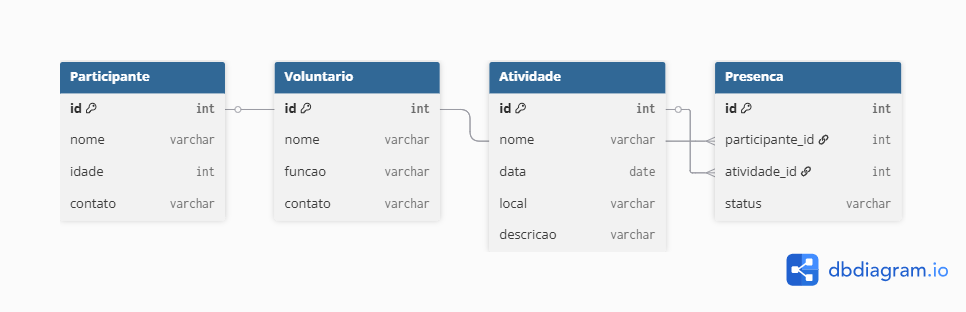 Participante
id int
nome varchar
idade int
contato varchar
Voluntario
id int
nome varchar
funcao varchar
contato varchar
Atividade
id int
nome varchar
data date
local varchar
descricao varchar
Presenca
id int
participante_id int
atividade_id int
status varchar
dbdiagram.io